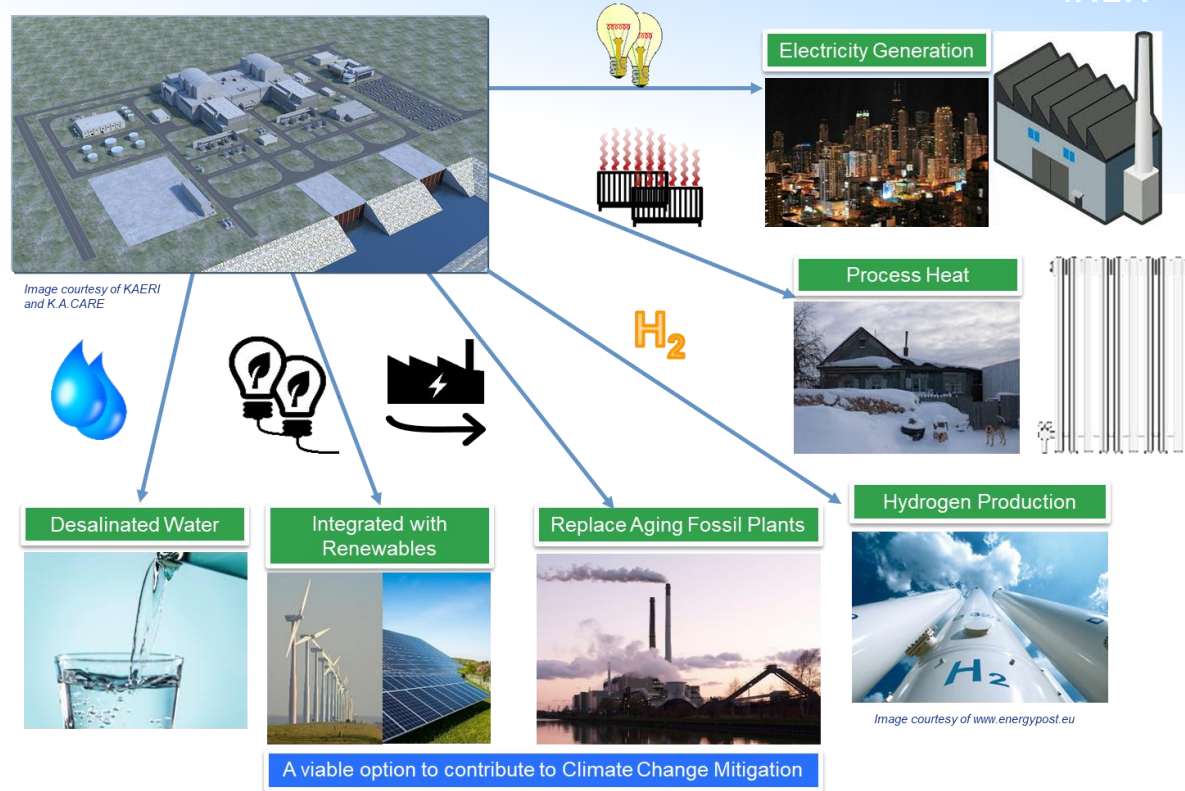 Electricity Generation
Image courtesy of KAERI
and K.A.CARE
Process Heat
H2
Desalinated Water
Integrated with
Renewables
Replace Aging Fossil Plants
Hydrogen Production
H2
Image courtesy of www.energypost.eu
A viable option to contribute to Climate Change Mitigation